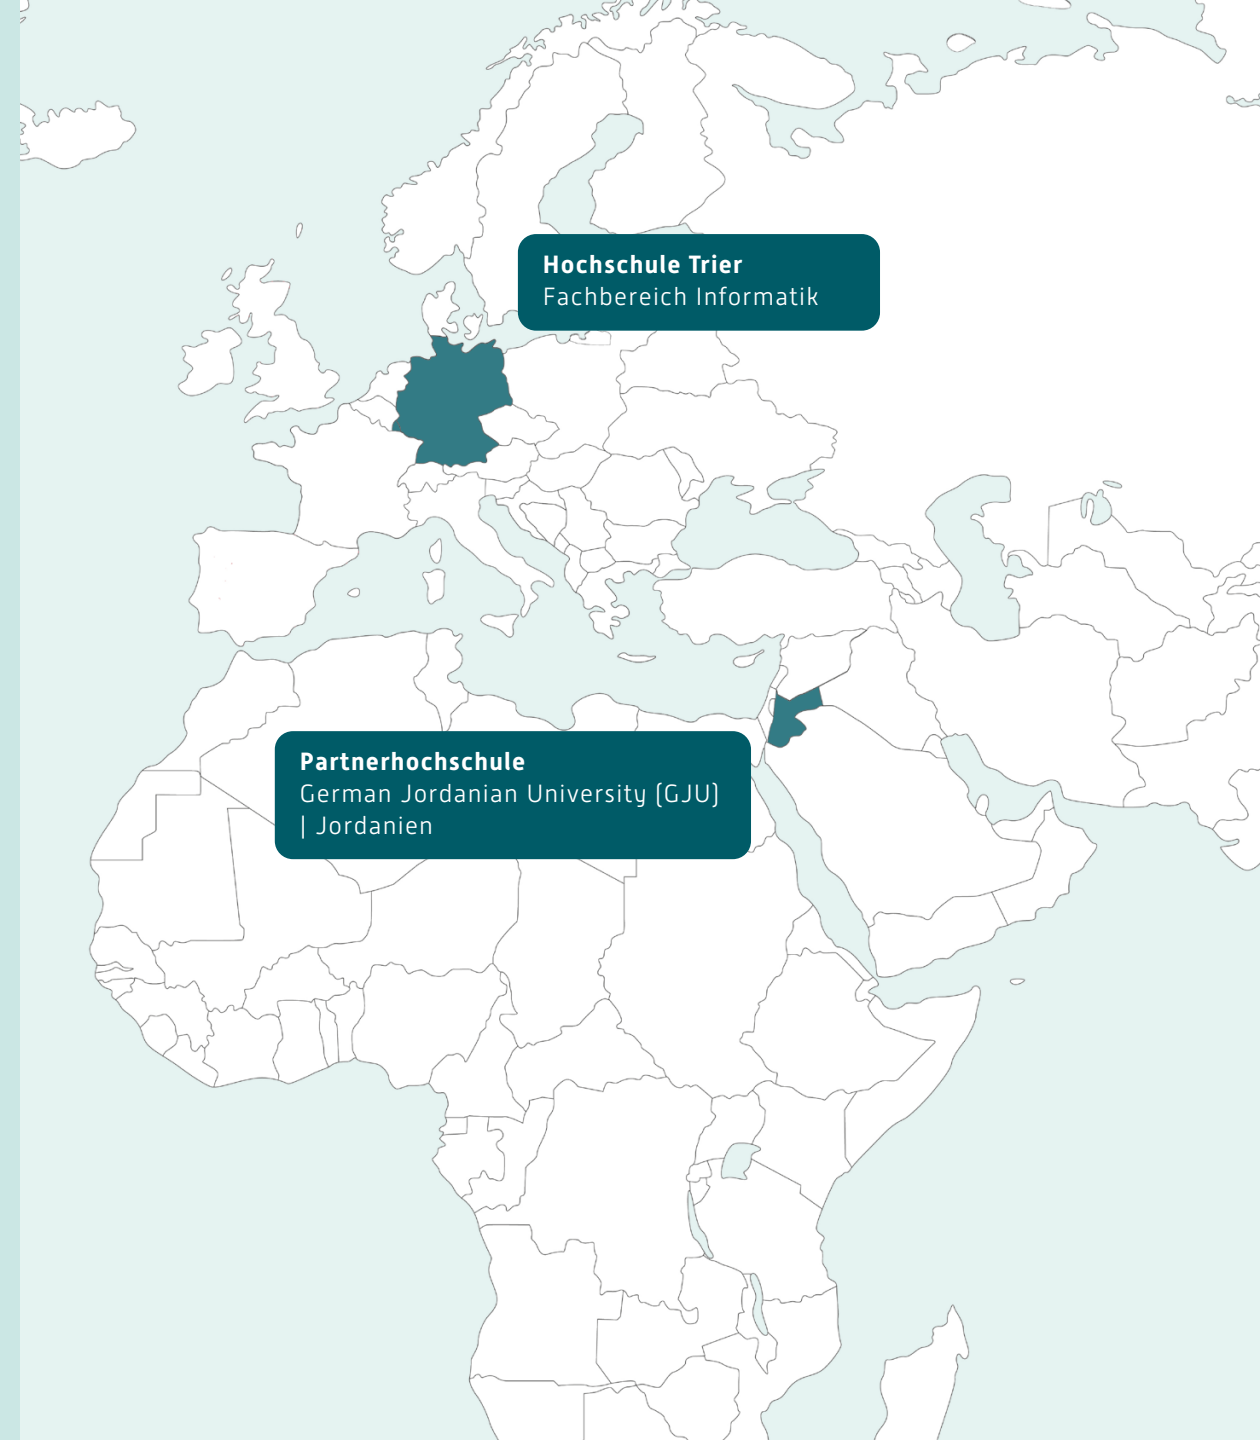 Hochschule Trier
Fachbereich Informatik
Partnerhochschule
German Jordanian University (GJU)
| Jordanien